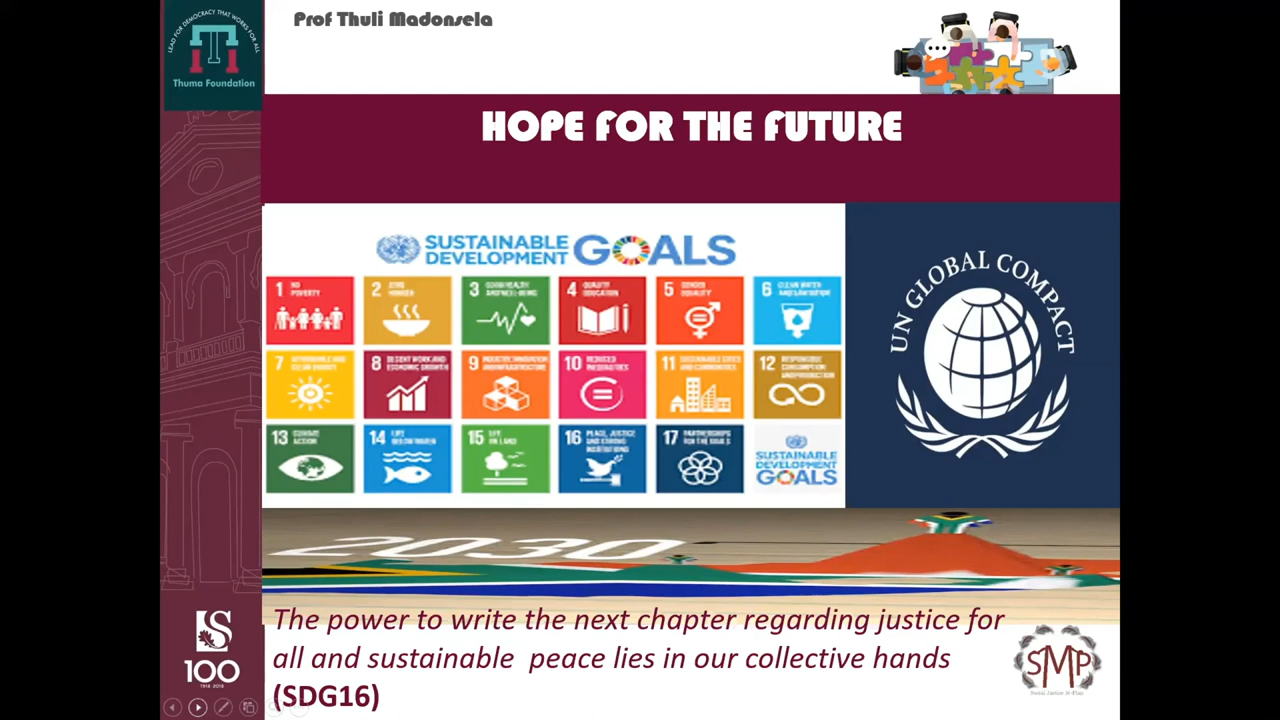 Prof Thuli Madonsela
LEAD FOR DEMOCRACY THAT WORKS FOR ALL
Thuma Foundation
HOPE FOR THE FUTURE
SUSTAINABLE
DEVELOPMENT GOALS
1 NO
POVERTY
2 ZERO
HUNGER
3 GOOD HEALTH
AND WELL-BEING
4 QUALITY
EDUCATION
5 GENDER
EQUALITY
6 CLEAN WATER
AND SANITATION
7 AFFORDABLE AND
CLEAN ENERGY
8 DECENT WORK AND
ECONOMIC GROWTH
9 INDUSTRY, INNOVATION
AND INFRASTRUCTURE
10 REDUCED
INEQUALITIES
11 SUSTAINABLE CITIES
AND COMMUNITIES
12 RESPONSIBLE
CONSUMPTION
AND PRODUCTION
13 CLIMATE
ACTION
14 LIFE
BELOW WATER
15 LIFE
ON LAND
16 PEACE, JUSTICE
AND STRONG
INSTITUTIONS
17 PARTNERSHIPS
FOR THE GOALS
SUSTAINABLE
DEVELOPMENT
GOALS
UN GLOBAL COMPACT
2030
The power to write the next chapter regarding justice for
all and sustainable peace lies in our collective hands
(SDG16)
S
100
1918 2018
SMP
Social Justice M-Plan